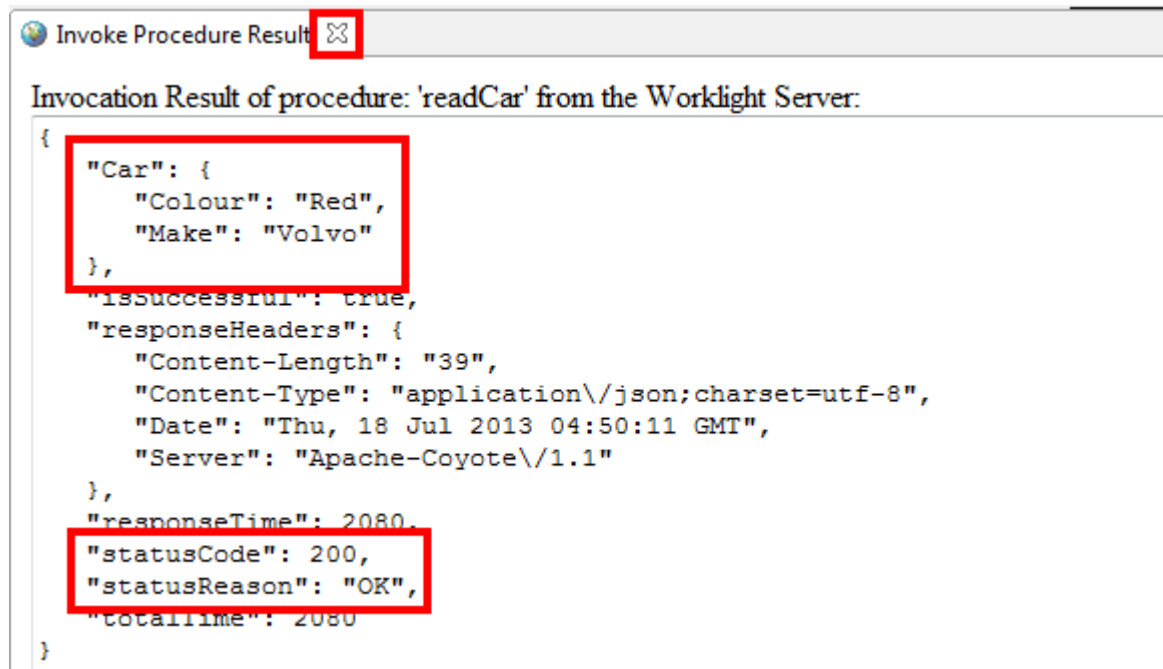 Invoke Procedure Result
Invocation Result of procedure: 'readCar' from the Worklight Server:
{
"Car": {
"Colour": "Red",
"Make": "Volvo"
},
"isSuccessful": true,
"responseHeaders": {
"Content-Length": "39",
"Content-Type": "application\/json;charset=utf-8",
"Date": "Thu, 18 Jul 2013 04:50:11 GMT",
"Server": "Apache-Coyote\/1.1"
},
"responseTime": 2080,
"statusCode": 200,
"statusReason": "OK",
"totalTime": 2080
}